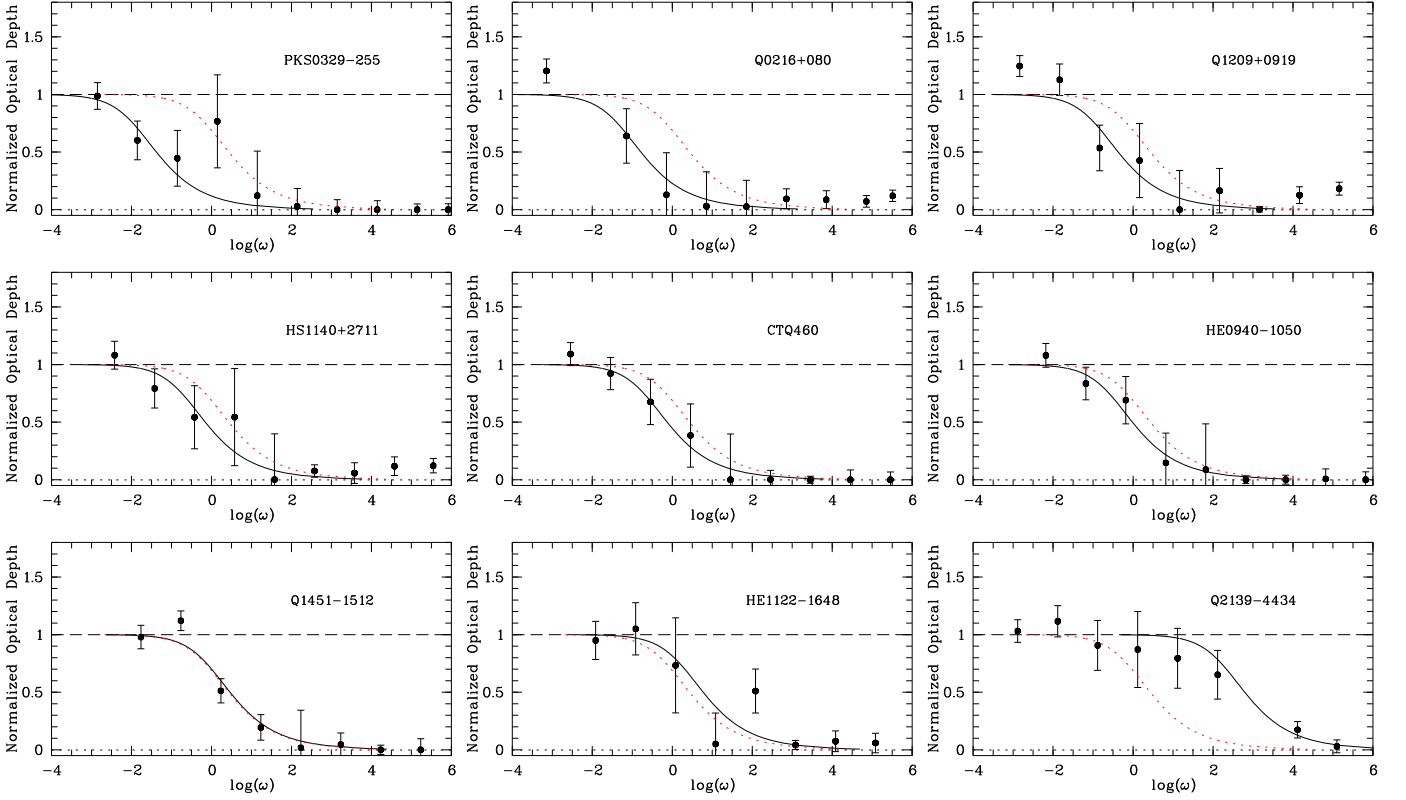 Normalized Optical Depth
1.5
1
0.5
0
PKS0329-255
−4 −2 0 2 4 6
log(ω)
Normalized Optical Depth
1.5
1
0.5
0
Q0216+080
−4 −2 0 2 4 6
log(ω)
Normalized Optical Depth
1.5
1
0.5
0
Q1209+0919
−4 −2 0 2 4 6
log(ω)
Normalized Optical Depth
1.5
1
0.5
0
HS1140+2711
−4 −2 0 2 4 6
log(ω)
Normalized Optical Depth
1.5
1
0.5
0
CTQ460
−4 −2 0 2 4 6
log(ω)
Normalized Optical Depth
1.5
1
0.5
0
HE0940-1050
−4 −2 0 2 4 6
log(ω)
Normalized Optical Depth
1.5
1
0.5
0
Q1451-1512
−4 −2 0 2 4 6
log(ω)
Normalized Optical Depth
1.5
1
0.5
0
HE1122-1648
−4 −2 0 2 4 6
log(ω)
Normalized Optical Depth
1.5
1
0.5
0
Q2139-4434
−4 −2 0 2 4 6
log(ω)